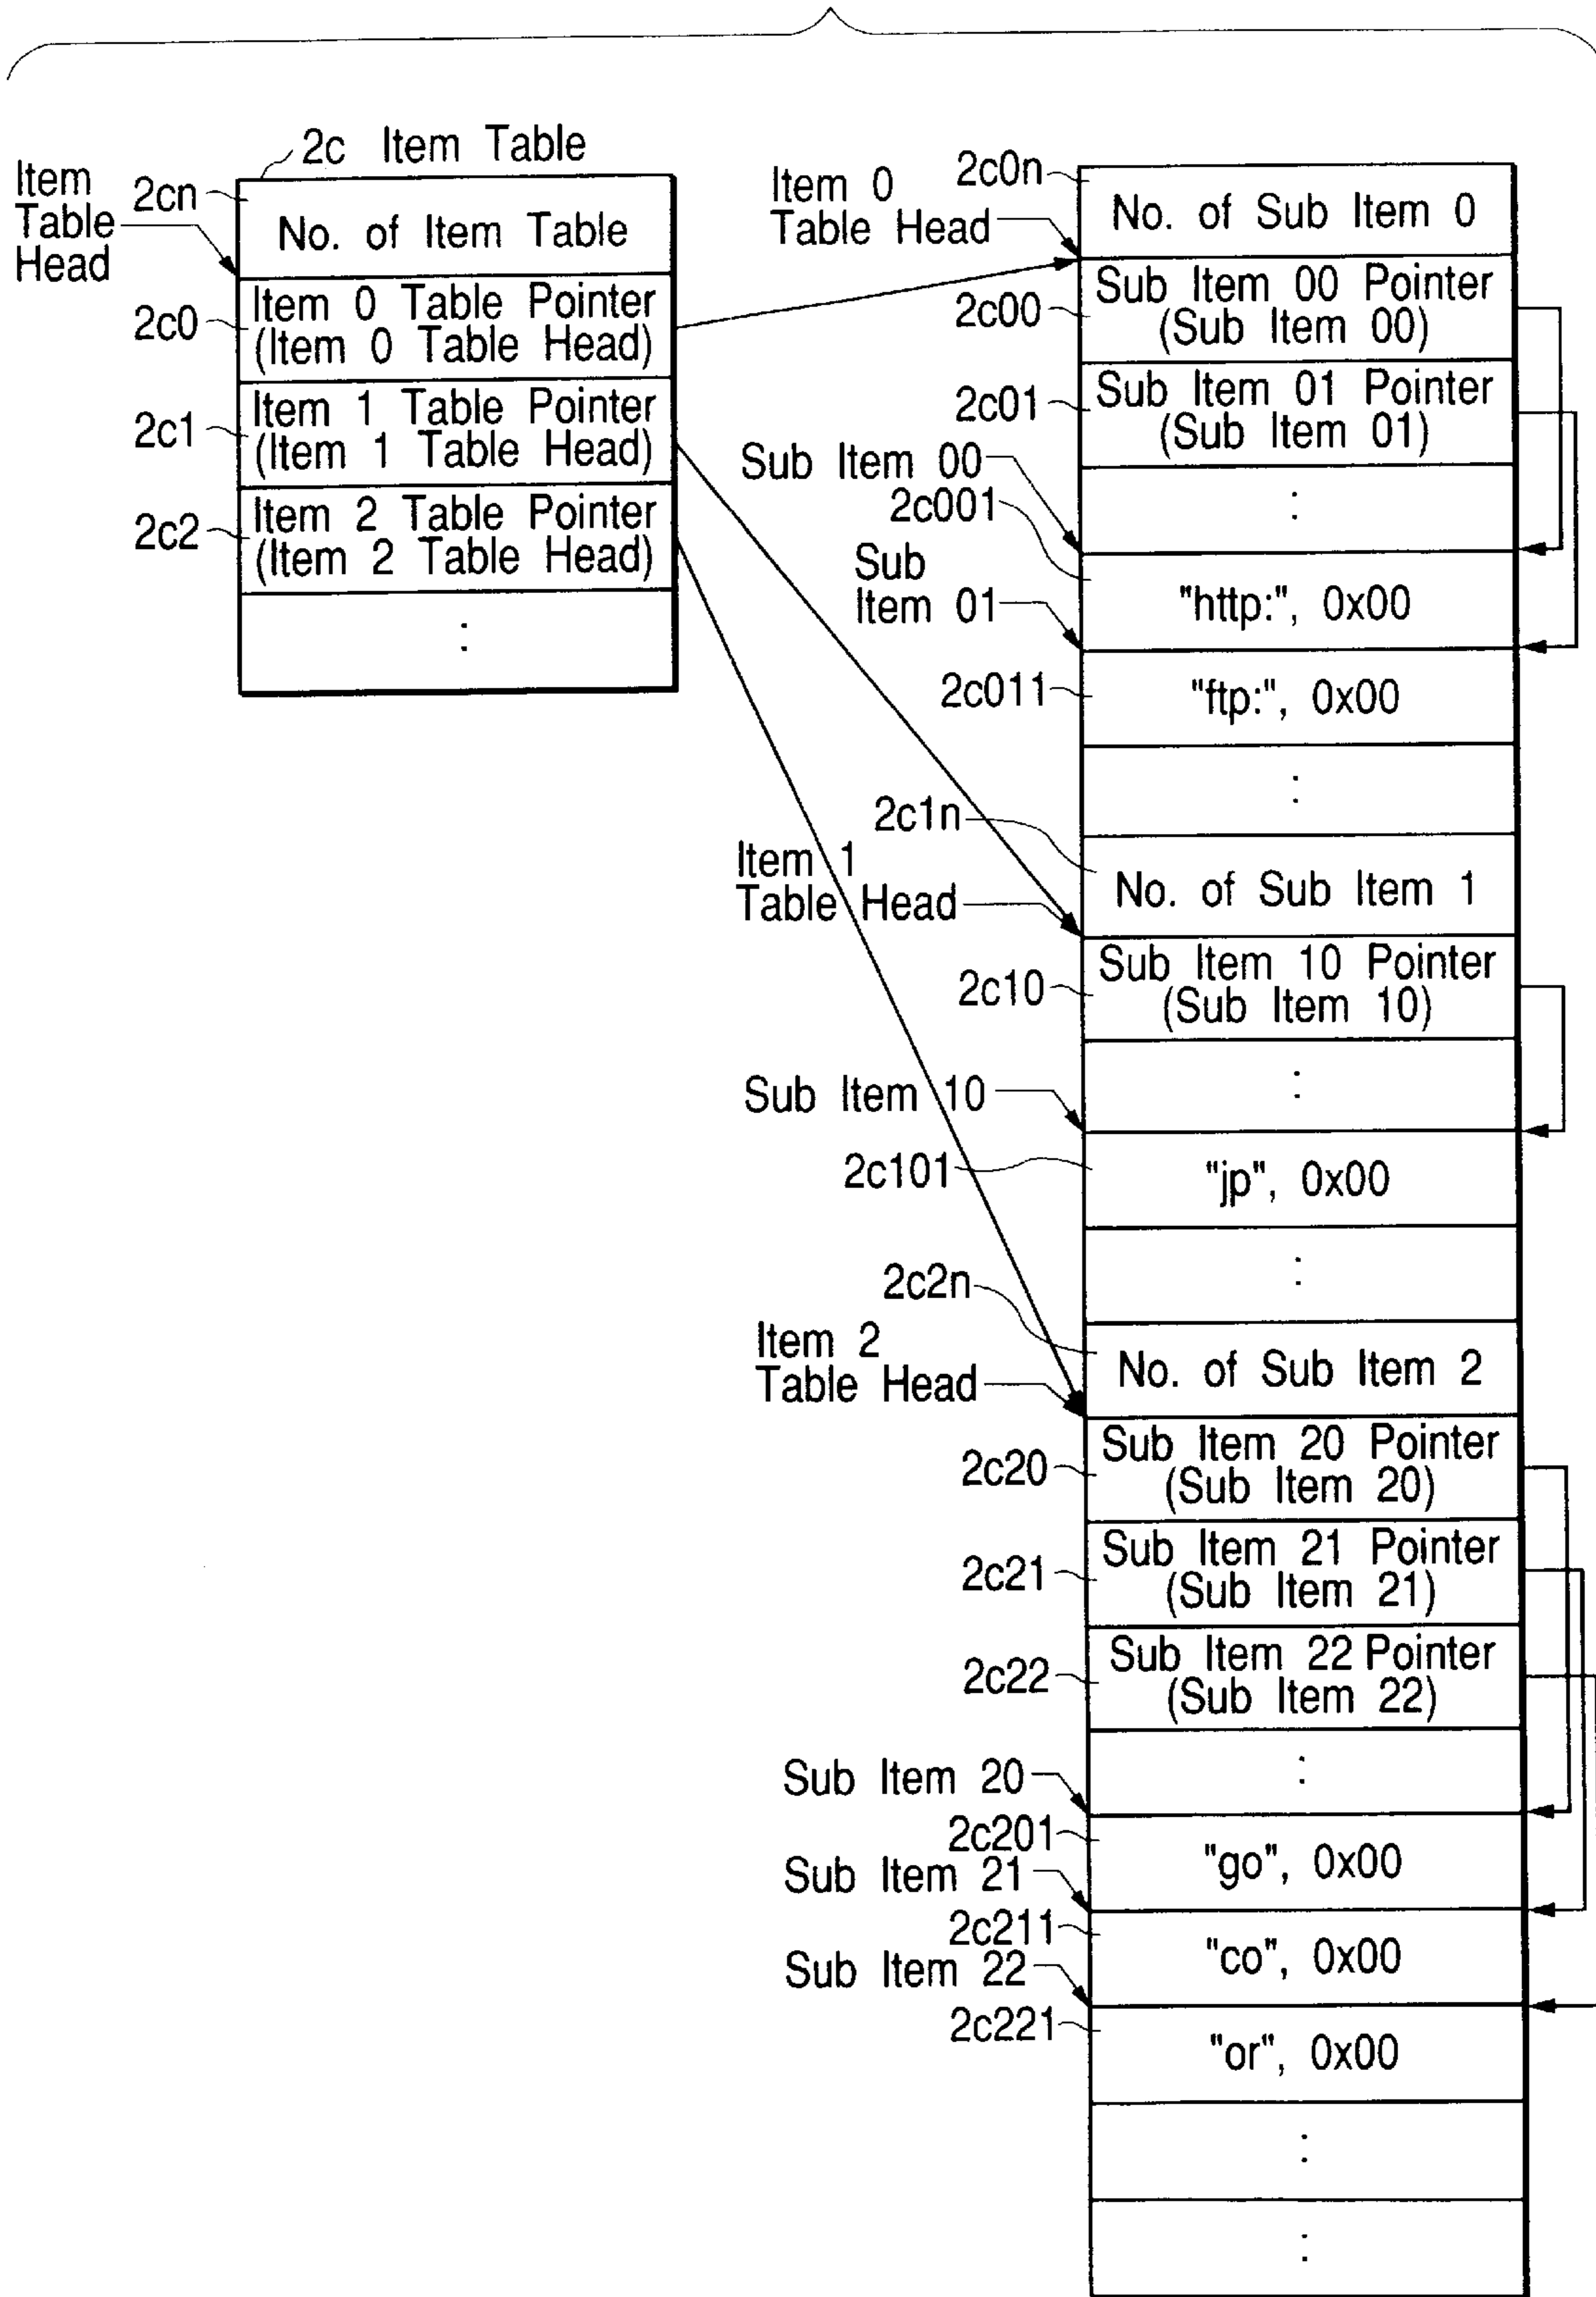 2c Item Table
Item
Table
Head
2cn
No. of Item Table
2c0
Item 0 Table Pointer
(Item 0 Table Head)
2c1
Item 1 Table Pointer
(Item 1 Table Head)
2c2
Item 2 Table Pointer
(Item 2 Table Head)
:
Item 0
Table Head
2c0n
No. of Sub Item 0
2c00
Sub Item 00 Pointer
(Sub Item 00)
2c01
Sub Item 01 Pointer
(Sub Item 01)
:
Sub Item 00
2c001
"http:", 0x00
Sub
Item 01
2c011
"ftp:", 0x00
:
2c1n
No. of Sub Item 1
Item 1
Table Head
2c10
Sub Item 10 Pointer
(Sub Item 10)
:
Sub Item 10
2c101
"jp", 0x00
:
2c2n
No. of Sub Item 2
Item 2
Table Head
2c20
Sub Item 20 Pointer
(Sub Item 20)
2c21
Sub Item 21 Pointer
(Sub Item 21)
2c22
Sub Item 22 Pointer
(Sub Item 22)
:
Sub Item 20
2c201
"go", 0x00
Sub Item 21
2c211
"co", 0x00
Sub Item 22
2c221
"or", 0x00
:
: